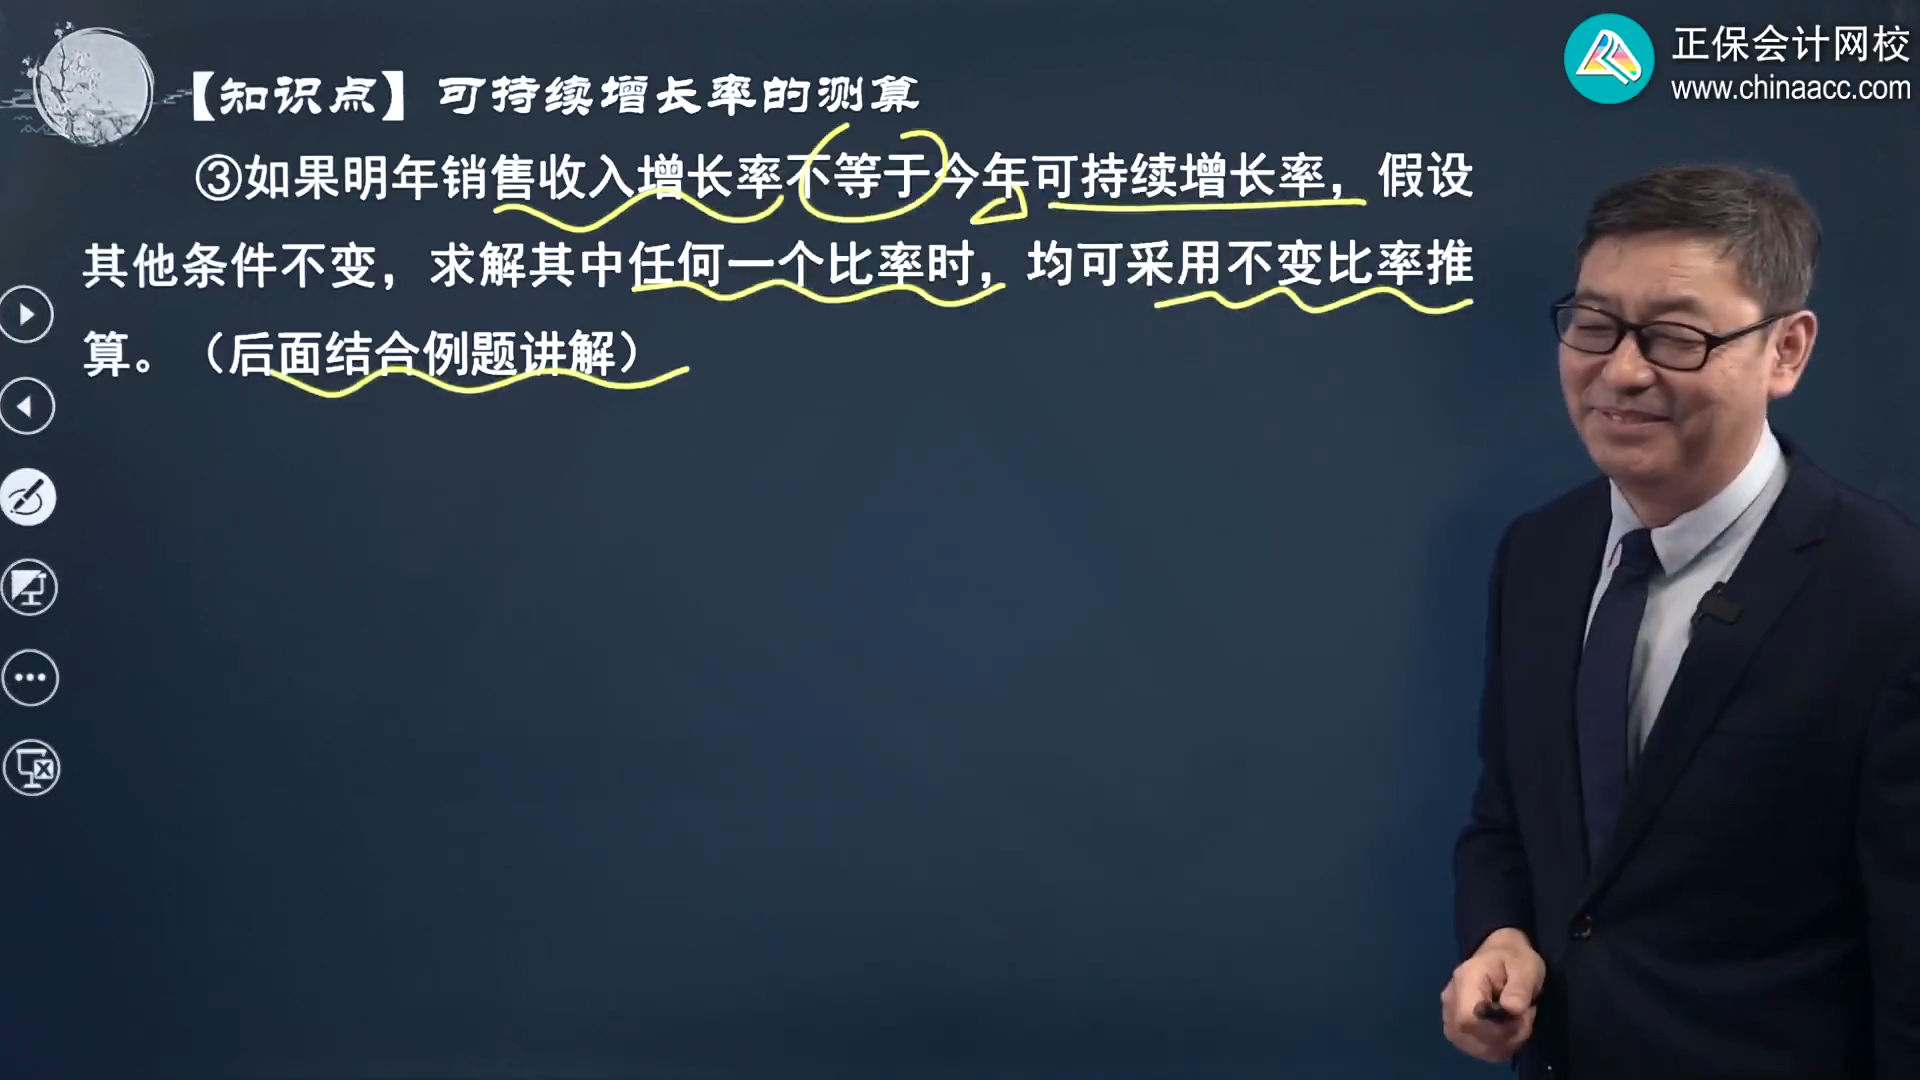 正保会计网校
www.chinaacc.com
【知识点】可持续增长率的测算
③如果明年销售收入增长率不等于今年可持续增长率，假设
其他条件不变，求解其中任何一个比率时，均可采用不变比率推
算。（后面结合例题讲解）